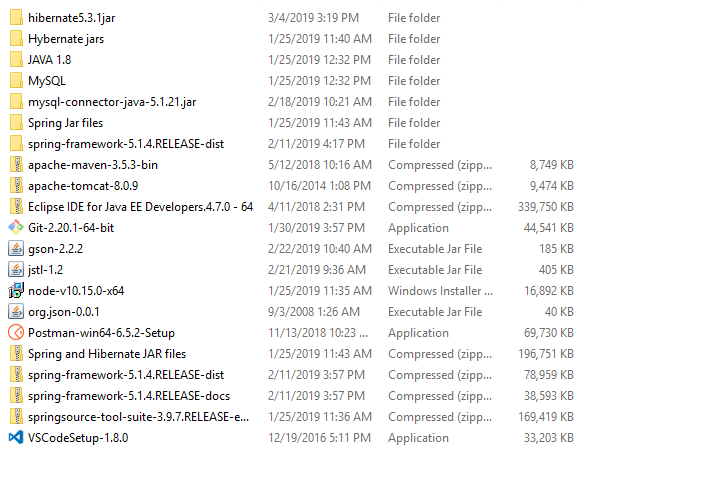 hibernate5.3.1jar 3/4/2019 3:19 PM File folder
Hybernate jars 1/25/2019 11:40 AM File folder
JAVA 1.8 1/25/2019 12:32 PM File folder
MySQL 1/25/2019 12:32 PM File folder
mysql-connector-java-5.1.21.jar 2/18/2019 10:21 AM File folder
Spring Jar files 1/25/2019 11:43 AM File folder
spring-framework-5.1.4.RELEASE-dist 2/11/2019 4:17 PM File folder
apache-maven-3.5.3-bin 5/12/2018 10:16 AM Compressed (zipp... 8,749 KB
apache-tomcat-8.0.9 10/16/2014 1:08 PM Compressed (zipp... 9,474 KB
Eclipse IDE for Java EE Developers.4.7.0 - 64 4/11/2018 2:31 PM Compressed (zipp... 339,750 KB
Git-2.20.1-64-bit 1/30/2019 3:57 PM Application 44,541 KB
gson-2.2.2 2/22/2019 10:40 AM Executable Jar File 185 KB
jstl-1.2 2/21/2019 9:36 AM Executable Jar File 405 KB
node-v10.15.0-x64 1/25/2019 11:35 AM Windows Installer ... 16,892 KB
org.json-0.0.1 9/3/2008 1:26 AM Executable Jar File 40 KB
Postman-win64-6.5.2-Setup 11/13/2018 10:23 ... Application 69,730 KB
Spring and Hibernate JAR files 1/25/2019 11:43 AM Compressed (zipp... 196,751 KB
spring-framework-5.1.4.RELEASE-dist 2/11/2019 3:57 PM Compressed (zipp... 78,959 KB
spring-framework-5.1.4.RELEASE-docs 2/11/2019 3:57 PM Compressed (zipp... 38,593 KB
springsource-tool-suite-3.9.7.RELEASE-e... 1/25/2019 11:36 AM Compressed (zipp... 169,419 KB
VSCodeSetup-1.8.0 12/19/2016 5:11 PM Application 33,203 KB